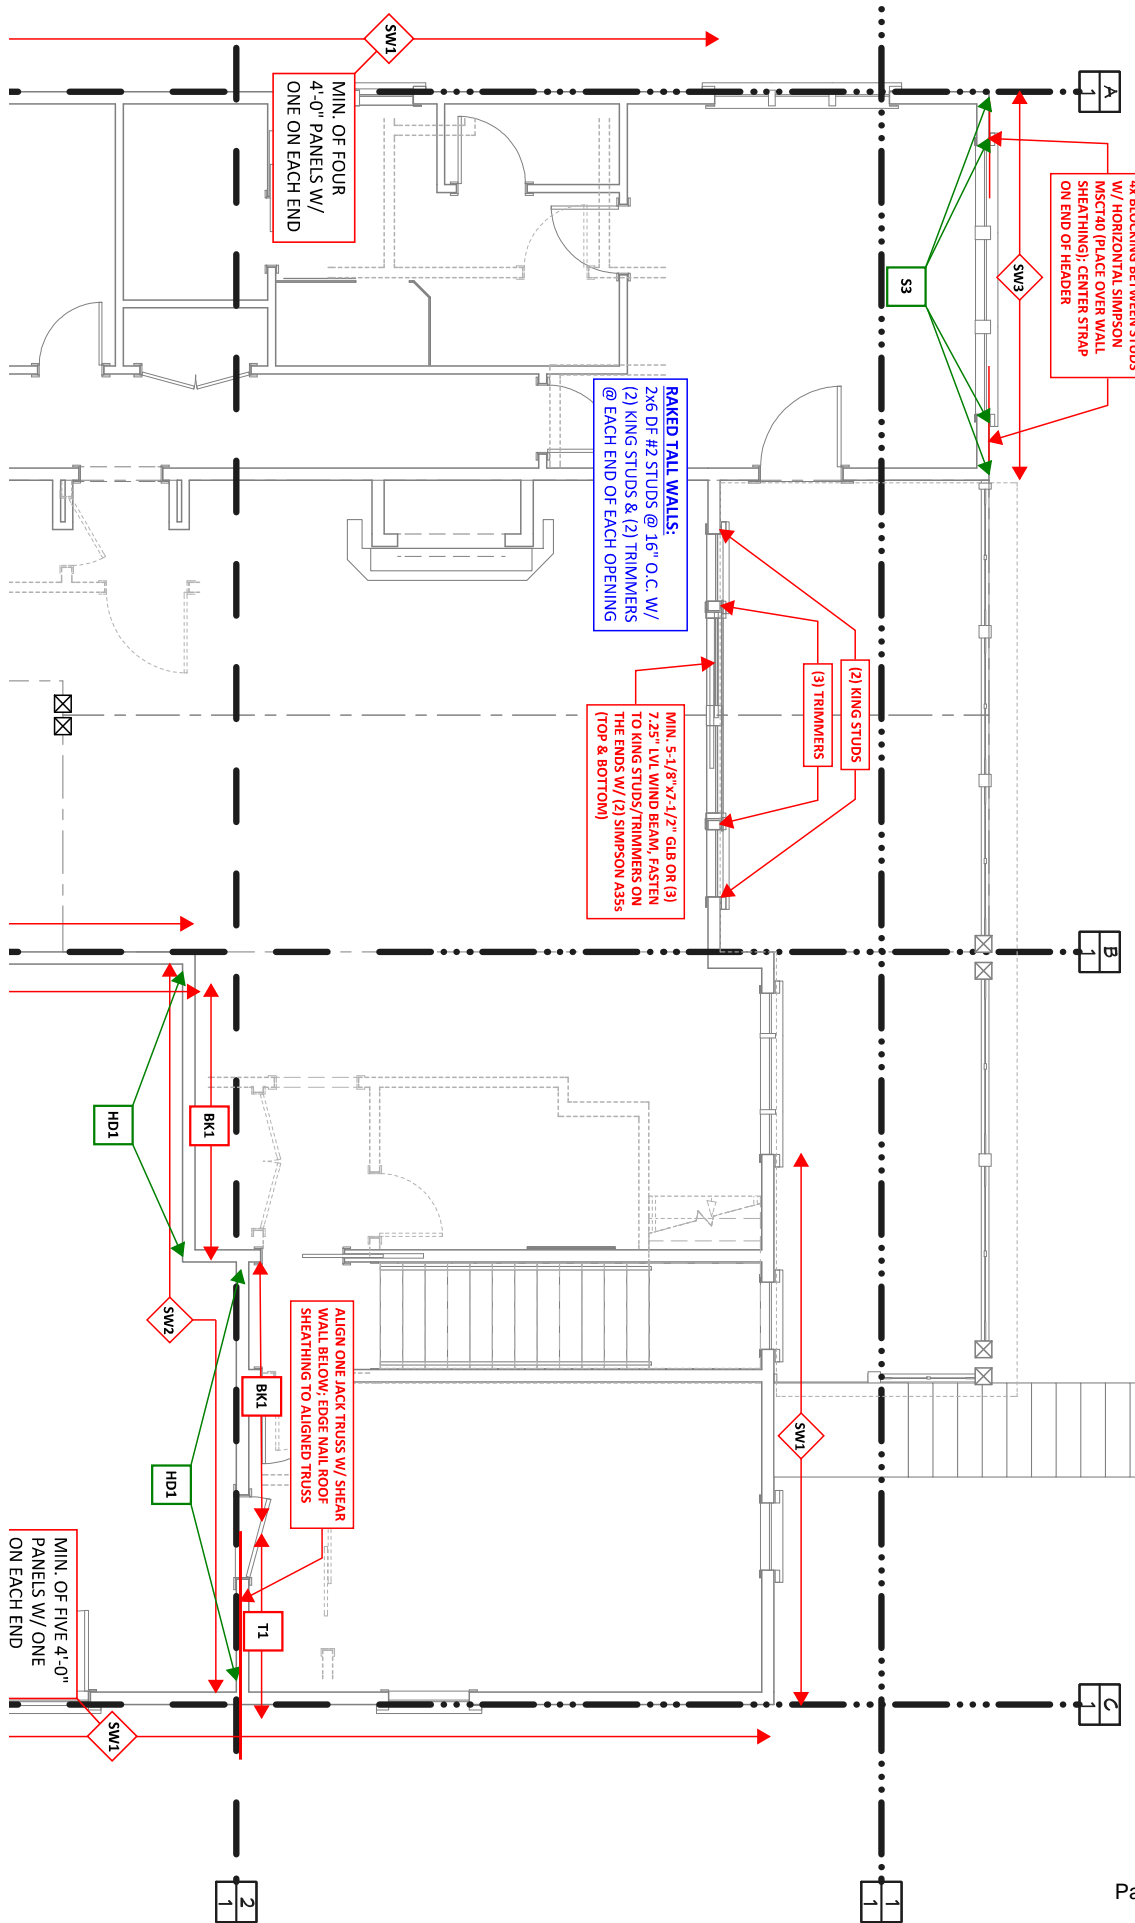 A
1
B
1
C
1
1
1
2
1
W/ HORIZONTAL SIMPSON
MSCT40 (PLACE OVER WALL
SHEATHING); CENTER STRAP
ON END OF HEADER
SW3
S3
SW1
MIN. OF FOUR
4'-0" PANELS W/
ONE ON EACH END
RAKED TALL WALLS:
2x6 DF #2 STUDS @ 16" O.C. W/
(2) KING STUDS & (2) TRIMMERS
@ EACH END OF EACH OPENING
(2) KING STUDS
(3) TRIMMERS
MIN. 5-1/8"x7-1/2" GLB OR (3)
7.25" LVL WIND BEAM, FASTEN
TO KING STUDS/TRIMMERS ON
THE ENDS W/ (2) SIMPSON A35s
(TOP & BOTTOM)
BK1
HD1
SW2
SW1
ALIGN ONE JACK TRUSS W/ SHEAR
WALL BELOW; EDGE NAIL ROOF
SHEATHING TO ALIGNED TRUSS
BK1
HD1
T1
MIN. OF FIVE 4'-0"
PANELS W/ ONE
ON EACH END
SW1
Pa